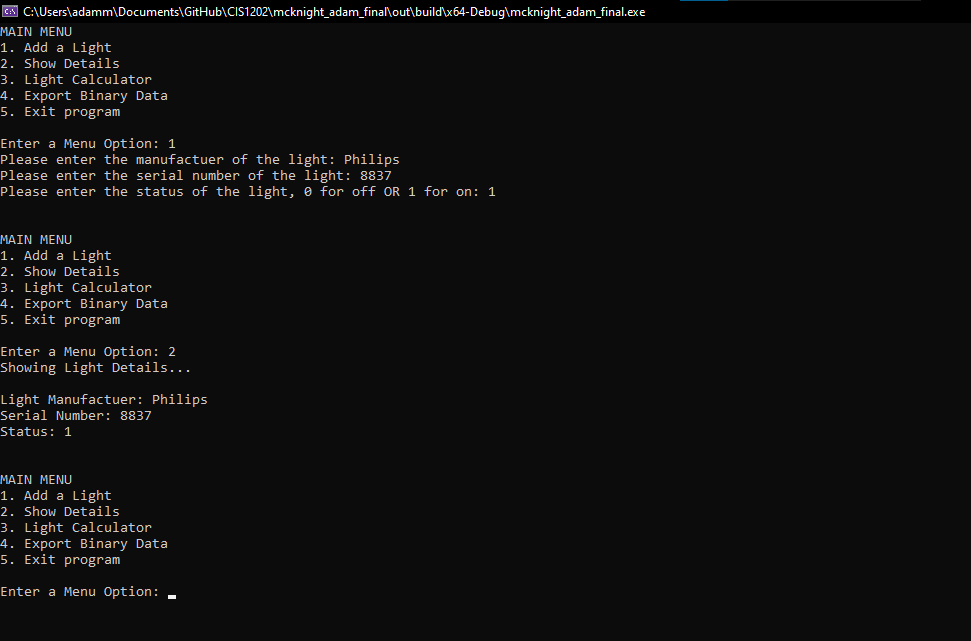 C:\Users\adamm\Documents\GitHub\CIS1202\mcknight_adam_final\out\build\x64-Debug\mcknight_adam_final.exe
MAIN MENU
1. Add a Light
2. Show Details
3. Light Calculator
4. Export Binary Data
5. Exit program
Enter a Menu Option: 1
Please enter the manufactuer of the light: Philips
Please enter the serial number of the light: 8837
Please enter the status of the light, 0 for off OR 1 for on: 1
MAIN MENU
1. Add a Light
2. Show Details
3. Light Calculator
4. Export Binary Data
5. Exit program
Enter a Menu Option: 2
Showing Light Details...
Light Manufactuer: Philips
Serial Number: 8837
Status: 1
MAIN MENU
1. Add a Light
2. Show Details
3. Light Calculator
4. Export Binary Data
5. Exit program
Enter a Menu Option: